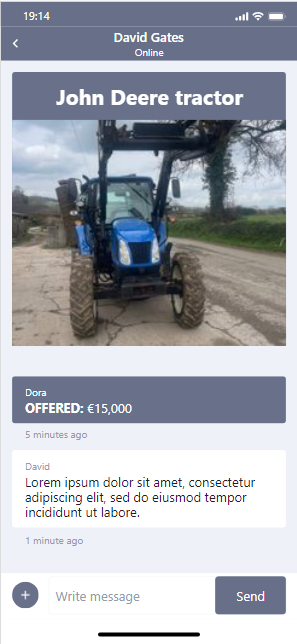 19:14
David Gates
Online
John Deere tractor
Dora
OFFERED: €15,000
5 minutes ago
David
Lorem ipsum dolor sit amet, consectetur
adipiscing elit, sed do eiusmod tempor
incididunt ut labore.
1 minute ago
Write message
Send